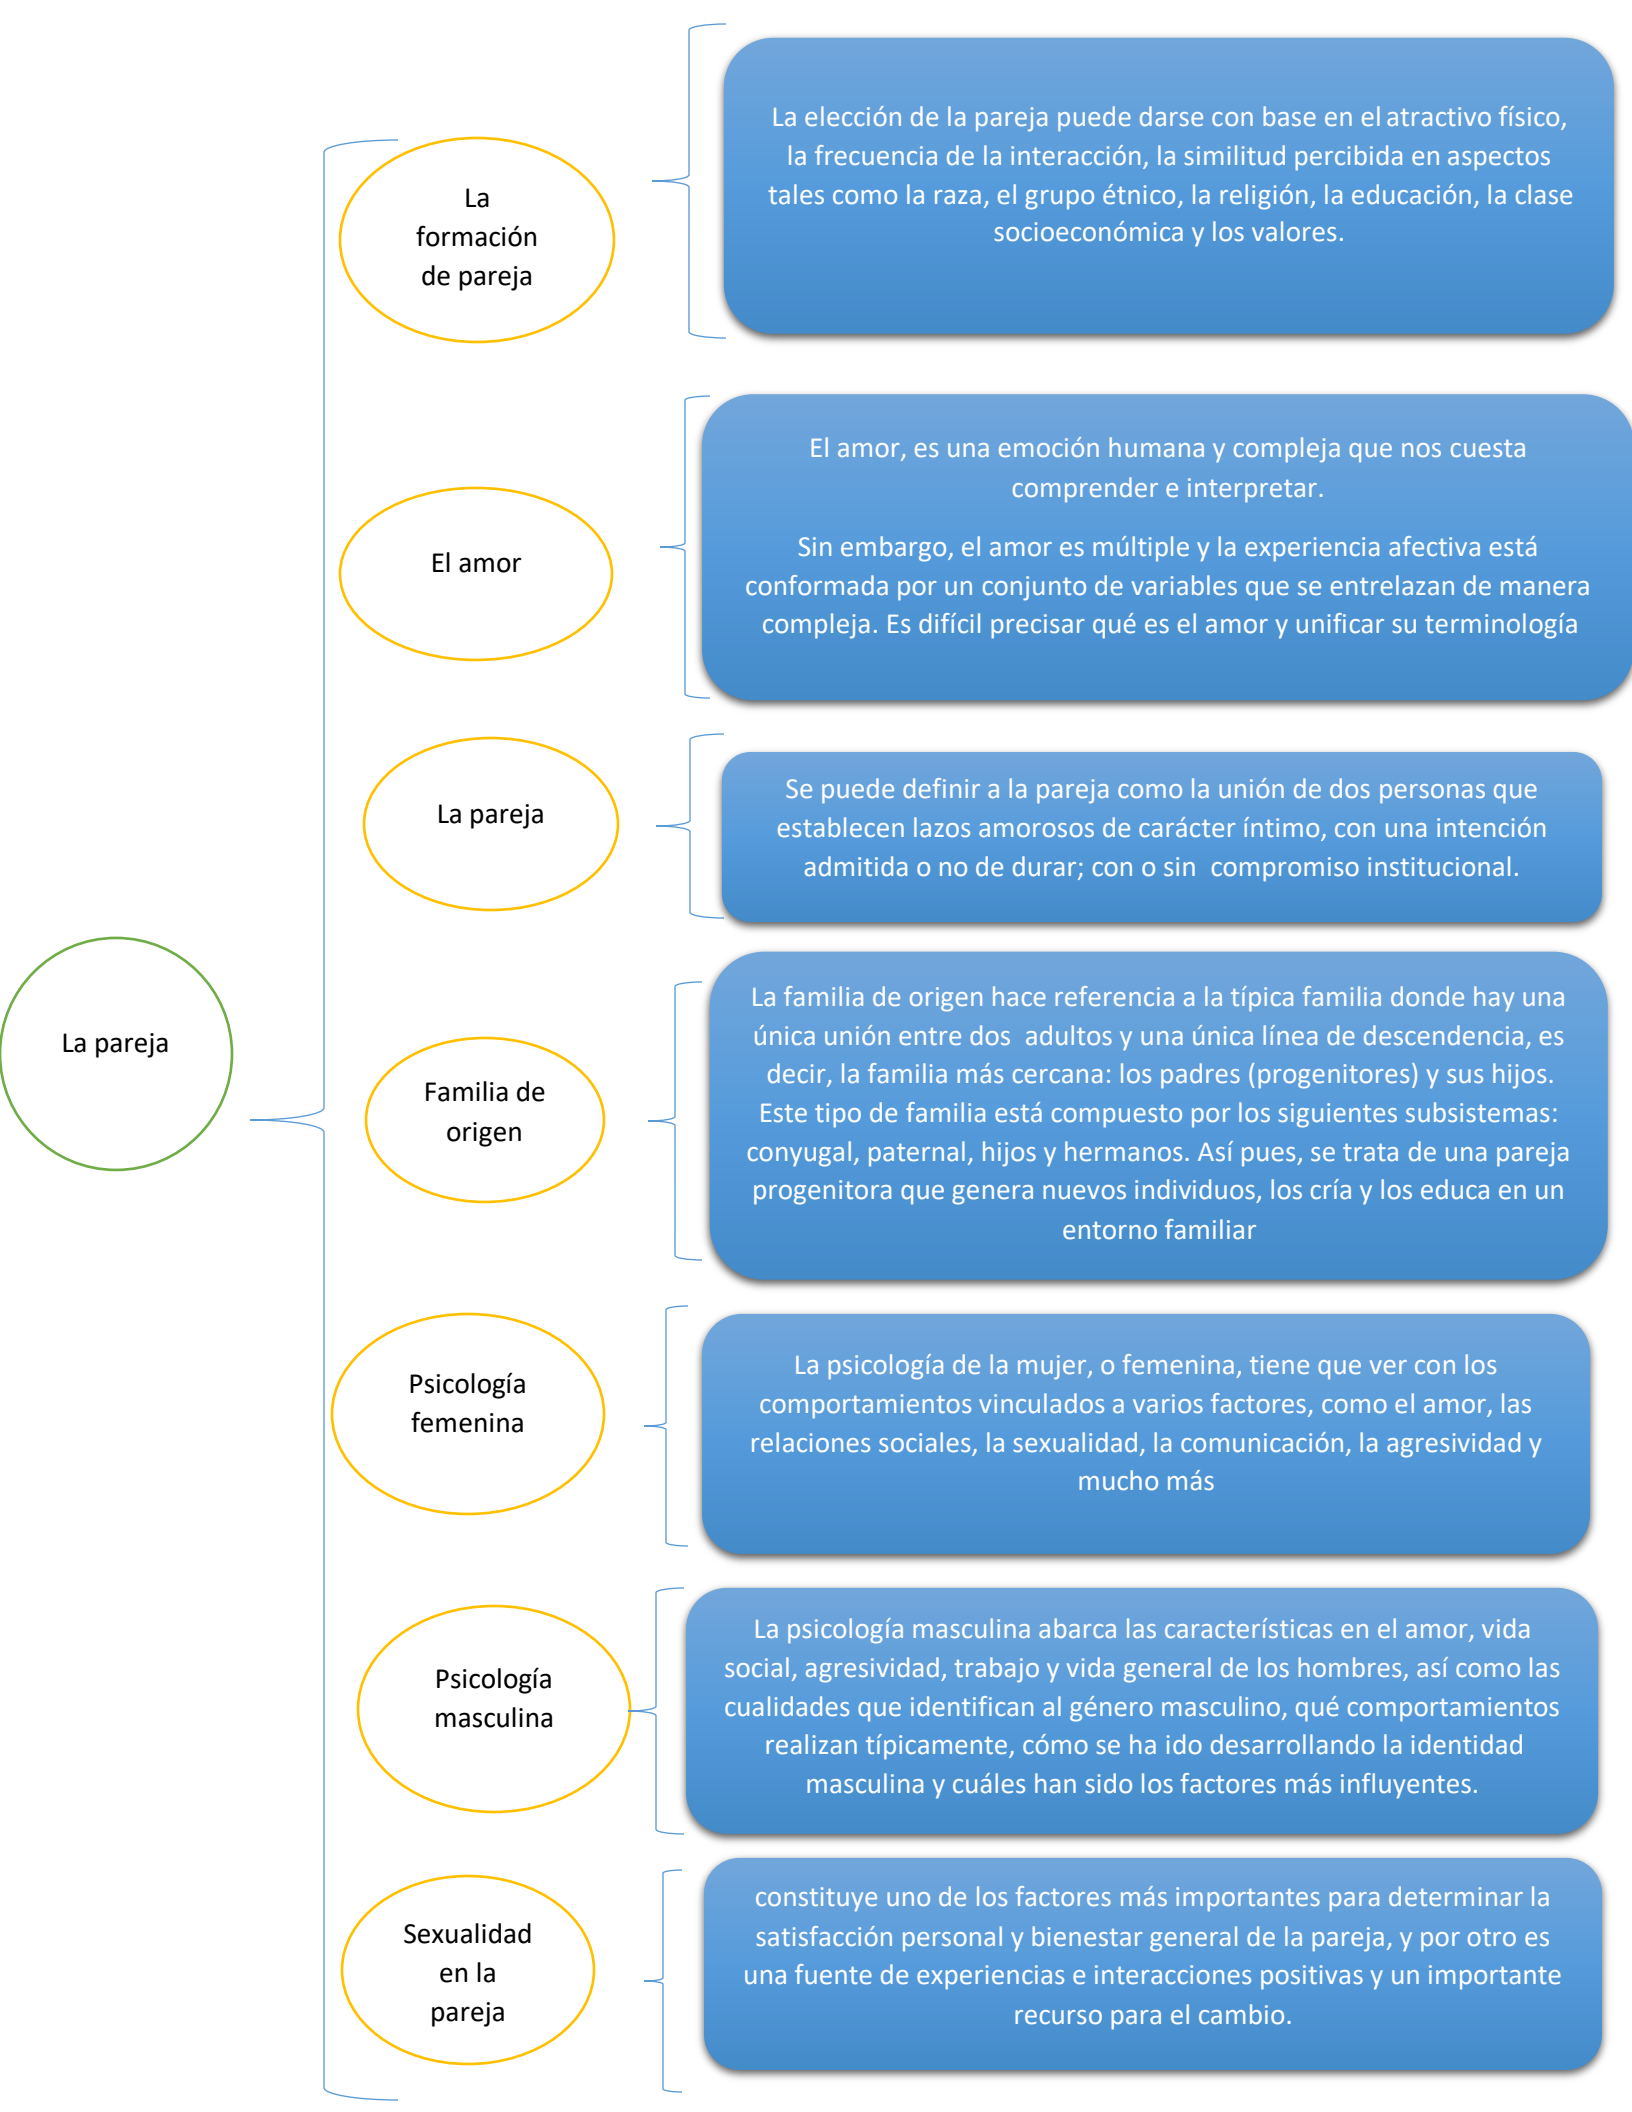 La
formación
de pareja
La elección de la pareja puede darse con base en el atractivo físico,
la frecuencia de la interacción, la similitud percibida en aspectos
tales como la raza, el grupo étnico, la religión, la educación, la clase
socioeconómica y los valores.
El amor
El amor, es una emoción humana y compleja que nos cuesta
comprender e interpretar.
Sin embargo, el amor es múltiple y la experiencia afectiva está
conformada por un conjunto de variables que se entrelazan de manera
compleja. Es difícil precisar qué es el amor y unificar su terminología
La pareja
Se puede definir a la pareja como la unión de dos personas que
establecen lazos amorosos de carácter íntimo, con una intención
admitida o no de durar; con o sin  compromiso institucional.
La pareja
Familia de
origen
La familia de origen hace referencia a la típica familia donde hay una
única unión entre dos  adultos y una única línea de descendencia, es
decir, la familia más cercana: los padres (progenitores) y sus hijos.
Este tipo de familia está compuesto por los siguientes subsistemas:
conyugal, paternal, hijos y hermanos. Así pues, se trata de una pareja
progenitora que genera nuevos individuos, los cría y los educa en un
entorno familiar
Psicología
femenina
La psicología de la mujer, o femenina, tiene que ver con los
comportamientos vinculados a varios factores, como el amor, las
relaciones sociales, la sexualidad, la comunicación, la agresividad y
mucho más
Psicología
masculina
La psicología masculina abarca las características en el amor, vida
social, agresividad, trabajo y vida general de los hombres, así como las
cualidades que identifican al género masculino, qué comportamientos
realizan típicamente, cómo se ha ido desarrollando la identidad
masculina y cuáles han sido los factores más influyentes.
Sexualidad
en la
pareja
constituye uno de los factores más importantes para determinar la
satisfacción personal y bienestar general de la pareja, y por otro es
una fuente de experiencias e interacciones positivas y un importante
recurso para el cambio.